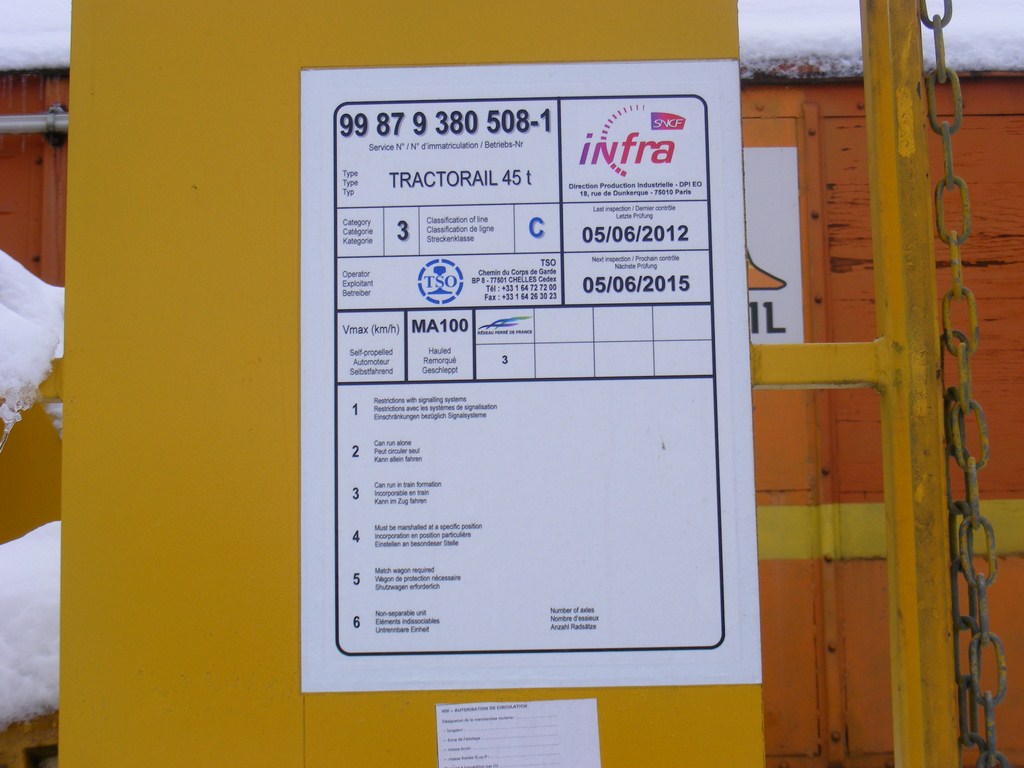 99 87 9 380 508-1
Service N° / N° d'immatriculation / Betriebs-Nr
Type
Type
Typ
TRACTORAIL 45 t
SNCF
infra
Direction Production Industrielle - DPI EO
18, rue de Dunkerque - 75010 Paris
Category
Catégorie
Kategorie
3
Classification of line
Classification de ligne
Streckenklasse
C
Last inspection / Dernier contrôle
Letzte Prüfung
05/06/2012
Operator
Exploitant
Betreiber
TSO
TSO
Chemin du Corps de Garde
BP 8 - 77501 CHELLES Cedex
Tél : +33 1 64 72 72 00
Fax : +33 1 64 26 30 23
Next inspection / Prochain contrôle
Nächste Prüfung
05/06/2015
Vmax (km/h)
Self-propelled
Automoteur
Selbstfahrend
MA100
Hauled
Remorqué
Geschleppt
RÉSEAU FERRÉ DE FRANCE
3
1
Restrictions with signalling systems
Restrictions avec les systèmes de signalisation
Einschränkungen bezüglich Signalsysteme
2
Can run alone
Peut circuler seul
Kann allein fahren
3
Can run in train formation
Incorporable en train
Kann im Zug fahren
4
Must be marshalled at a specific position
Incorporation en position particulière
Einstellen an besondeser Stelle
5
Match wagon required
Wagon de protection nécessaire
Shutzwagen erforderlich
6
Non-separable unit
Eléments indissociables
Untrennbare Einheit
Number of axles
Nombre d'essieux
Anzahl Radsätze
IL
AUTORISATION DE CIRCULATION